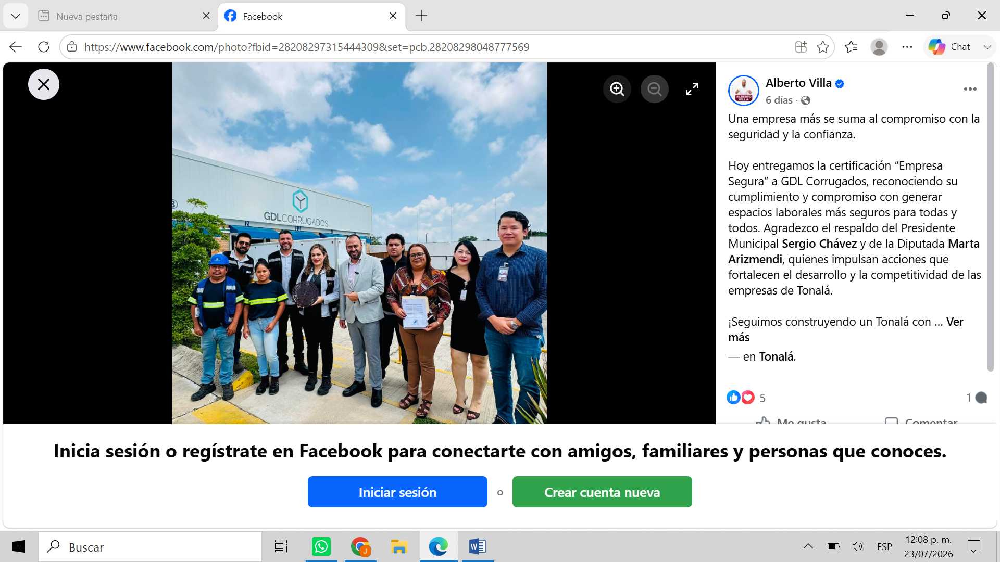 Nueva pestaña
Facebook
https://www.facebook.com/photo?fbid=28208297315444309&set=pcb.28208298048777569
Chat
GDLCORRUGADOS
2
Alberto Villa
6 días ·
ALBERTO
VILLA
Una empresa más se suma al compromiso con la
seguridad y la confianza.
Hoy entregamos la certificación “Empresa
Segura” a GDL Corrugados, reconociendo su
cumplimiento y compromiso con generar
espacios laborales más seguros para todas y
todos. Agradezco el respaldo del Presidente
Municipal Sergio Chávez y de la Diputada Marta
Arizmendi, quienes impulsan acciones que
fortalecen el desarrollo y la competitividad de las
empresas de Tonalá.
¡Seguimos construyendo un Tonalá con ... Ver
más
— en Tonalá.
5
1
Me gusta
Comentar
Inicia sesión o regístrate en Facebook para conectarte con amigos, familiares y personas que conoces.
Iniciar sesión
o
Crear cuenta nueva
Buscar
J
W
ESP
12:08 p. m.
23/07/2026